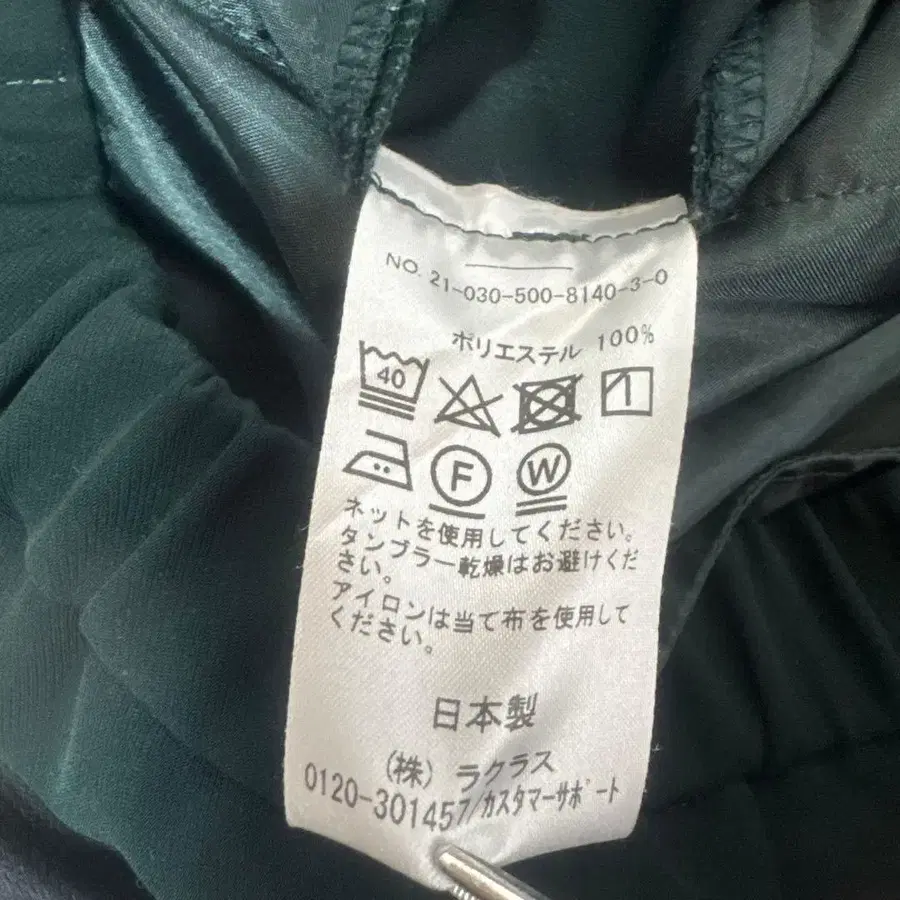 NO. 21-030-500-8140-3-0
ポリエステル 100%
40
F W
ネットを使用してください。
タンブラー乾燥はお避けくだ
さい。
アイロンは当て布を使用して
ください。
日本製
(株) ラクラス
0120-301457/カスタマーサポート